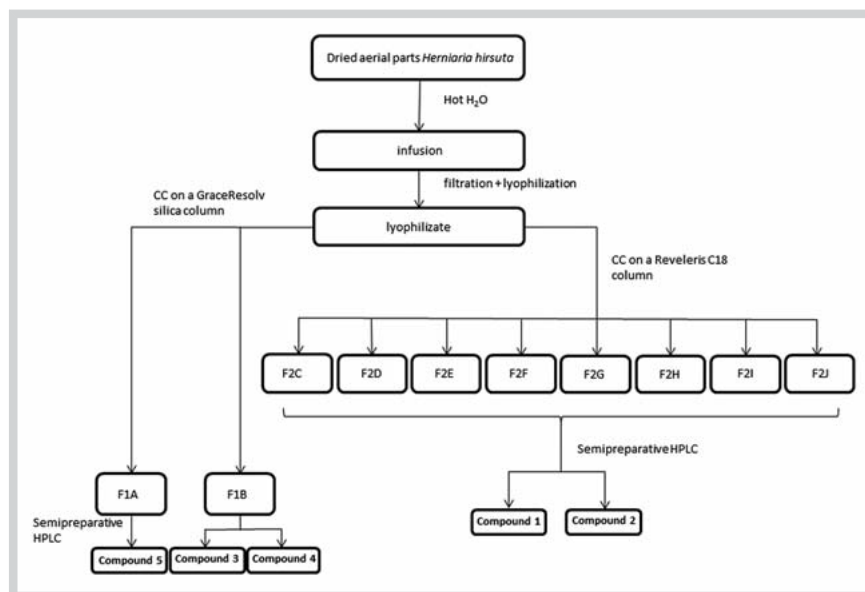 Dried aerial parts Herniaria hirsuta
Hot H₂O
infusion
filtration + lyophilization
CC on a GraceResolv
silica column
lyophilizate
CC on a Reveleris C18
column
F2C
F2D
F2E
F2F
F2G
F2H
F2I
F2J
Semipreparative HPLC
F1A
F1B
Compound 1
Compound 2
Semipreparative
HPLC
Compound 5
Compound 3
Compound 4